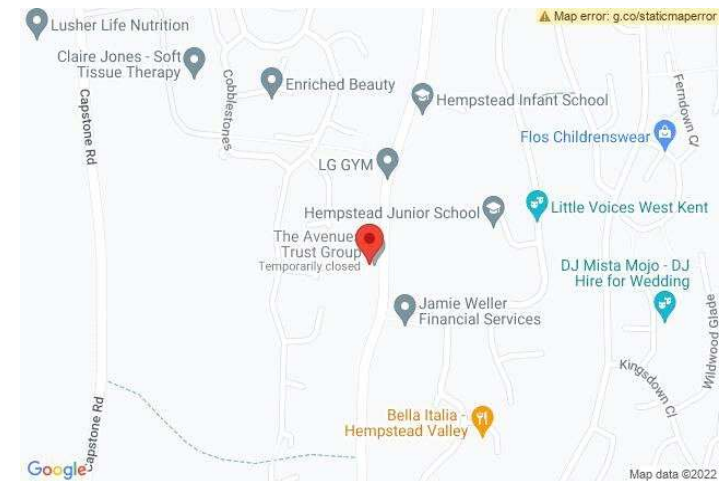 Map error: g.co/staticmaperror
Lusher Life Nutrition
Claire Jones - Soft
Tissue Therapy
Capstone Rd
Cobblestones
Enriched Beauty
Hempstead Infant School
Ferndown Cl
Flos Childrenswear
LG GYM
Hempstead Junior School
Little Voices West Kent
The Avenue
Trust Group
Temporarily closed
DJ Mista Mojo - DJ
Hire for Wedding
Jamie Weller
Financial Services
Wildwood Glade
Kingsdown Cl
Capstone Rd
Bella Italia -
Hempstead Valley
Google
Map data ©2022